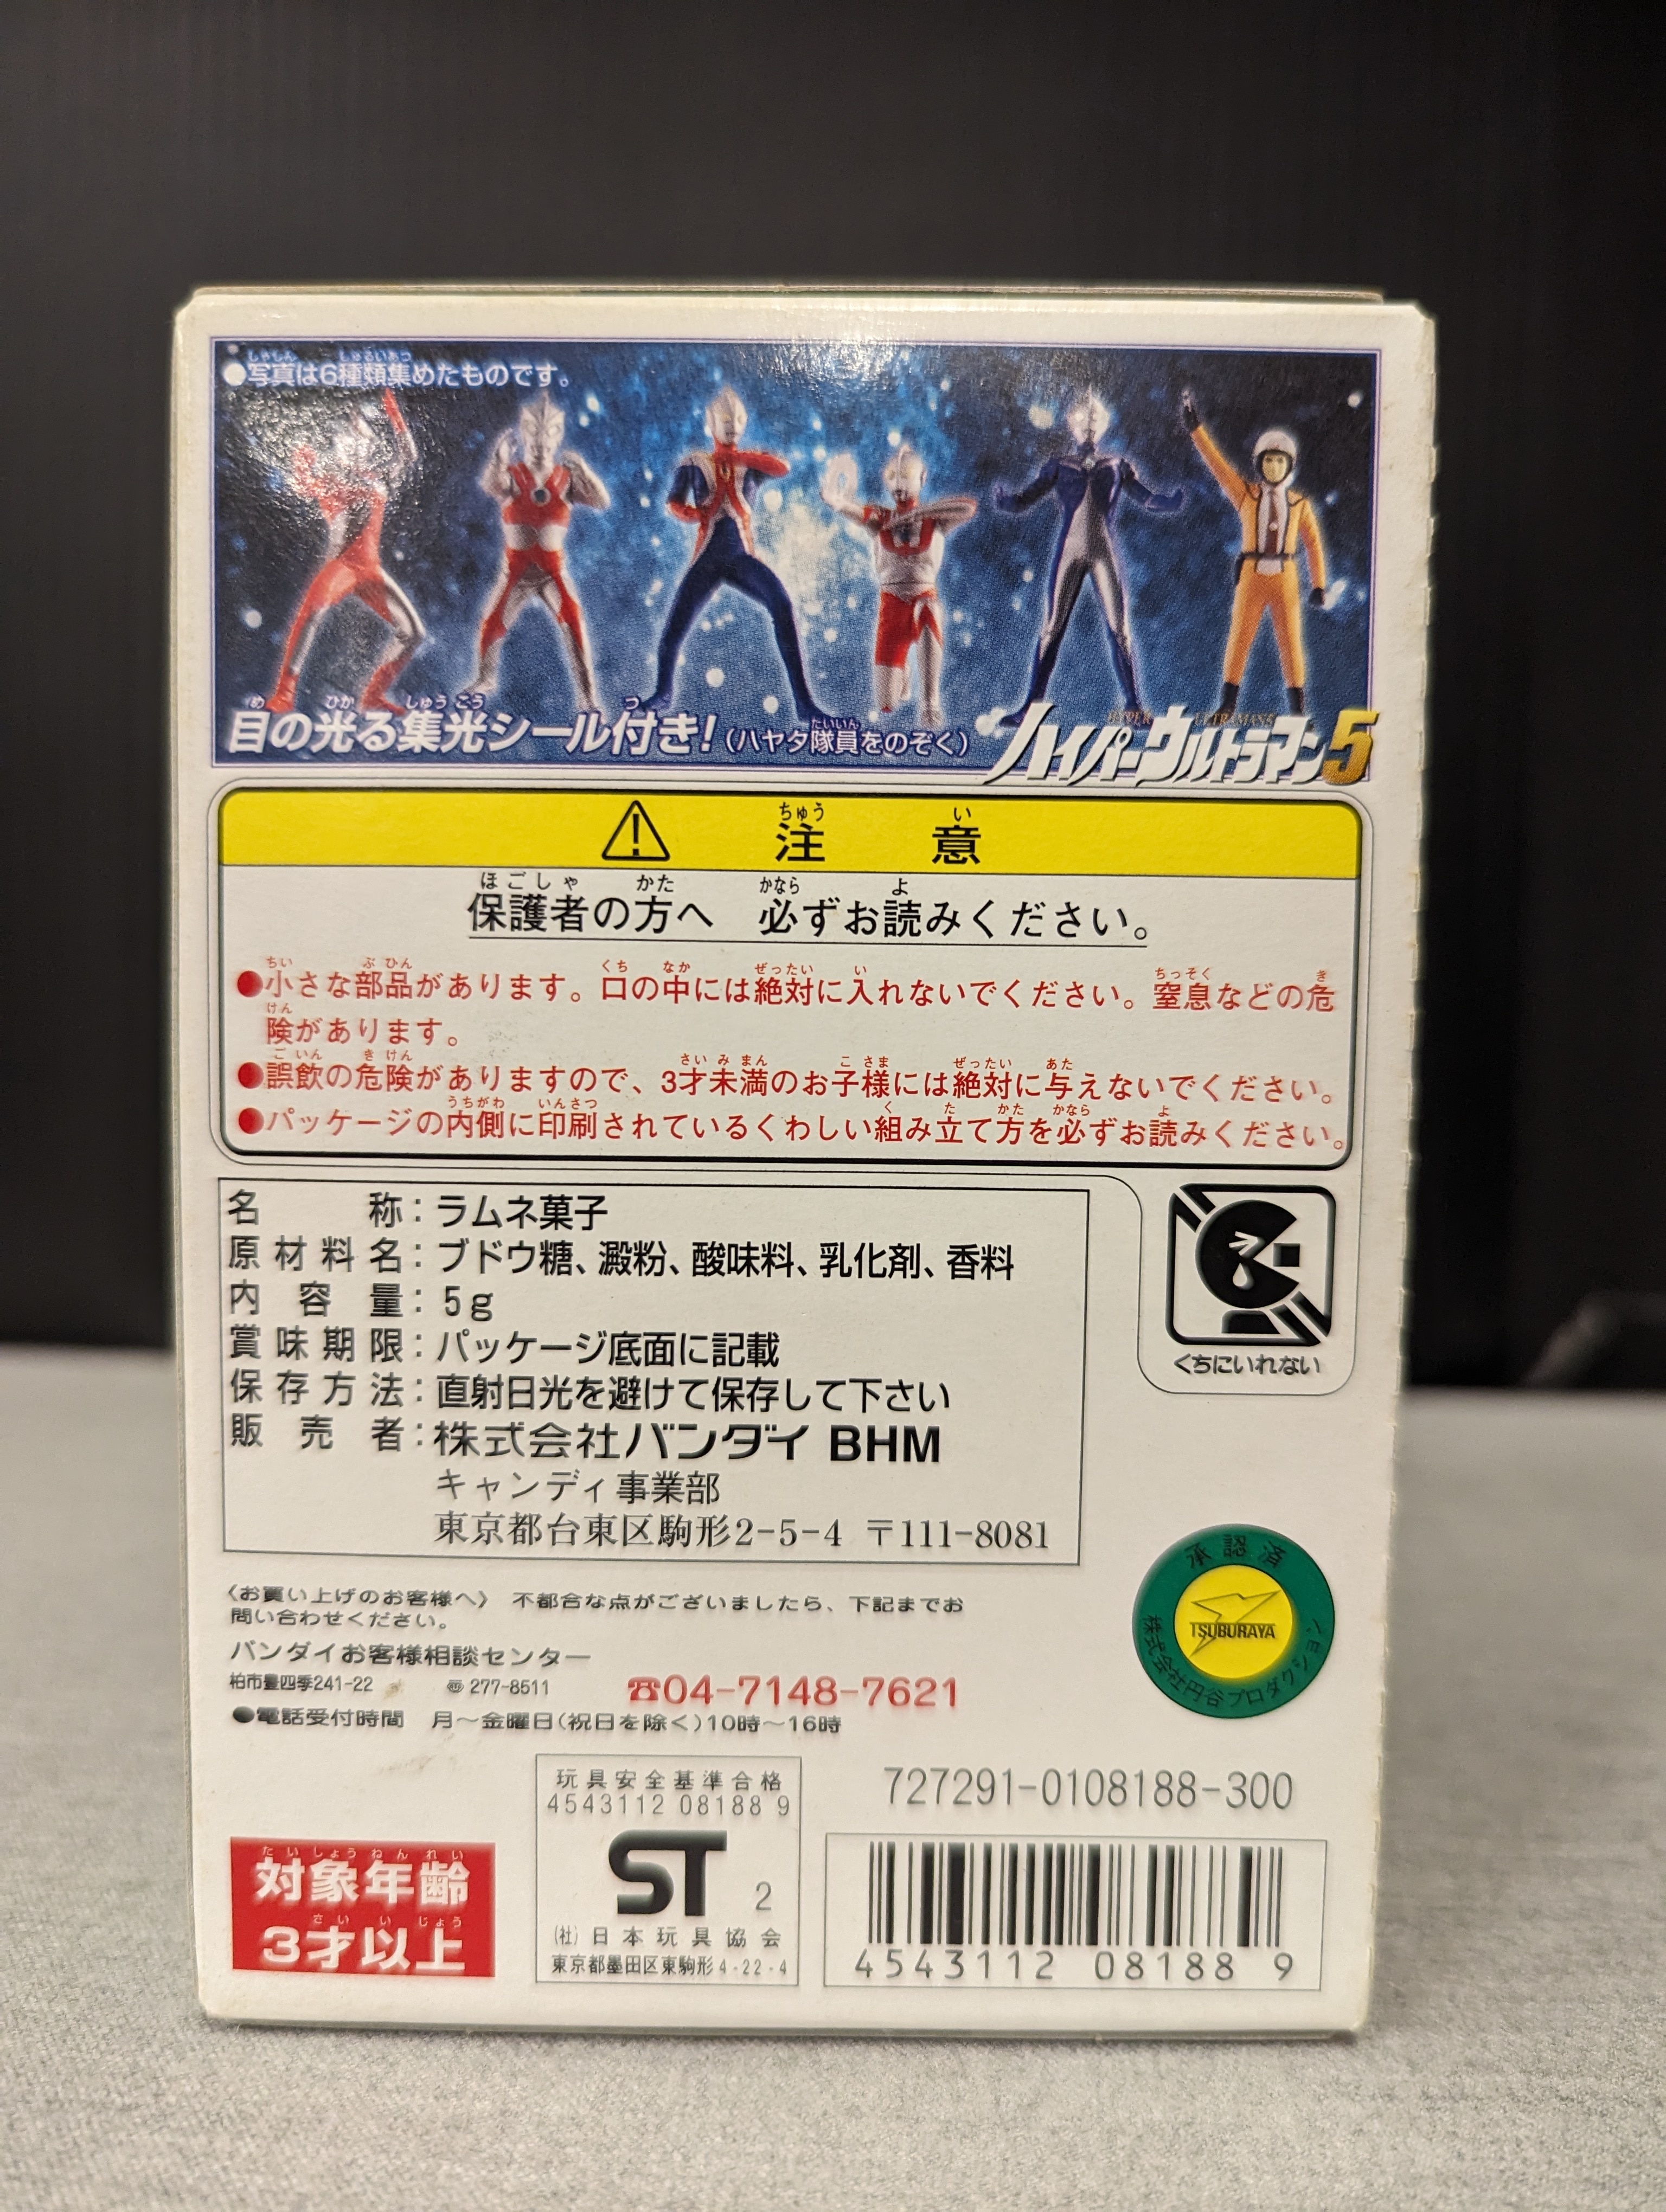 ●写真は6種類集めたものです。
目の光る集光シール付き!(ハヤタ隊員をのぞく)
HYPER ULTRAMAN5
ハイパーウルトラマン5
注意
保護者の方へ 必ずお読みください。
●小さな部品があります。口の中には絶対に入れないでください。窒息などの危
険があります。
●誤飲の危険がありますので、3才未満のお子様には絶対に与えないでください。
●パッケージの内側に印刷されているくわしい組み立て方を必ずお読みください。
名称:ラムネ菓子
原材料名:ブドウ糖、澱粉、酸味料、乳化剤、香料
内容量:5g
賞味期限:パッケージ底面に記載
保存方法:直射日光を避けて保存して下さい
販売者:株式会社バンダイ BHM
キャンディ事業部
東京都台東区駒形2-5-4 〒111-8081
くちにいれない
〈お買い上げのお客様へ〉 不都合な点がございましたら、下記までお
問い合わせください。
バンダイお客様相談センター
柏市豊四季241-22 〠277-8511 ☎04-7148-7621
●電話受付時間 月〜金曜日(祝日を除く)10時〜16時
承認済
TSUBURAYA
株式会社円谷プロダクション
対象年齢
3才以上
玩具安全基準合格
4543112 08188 9
ST 2
(社)日本玩具協会
東京都墨田区東駒形4-22-4
727291-0108188-300
4543112 08188 9